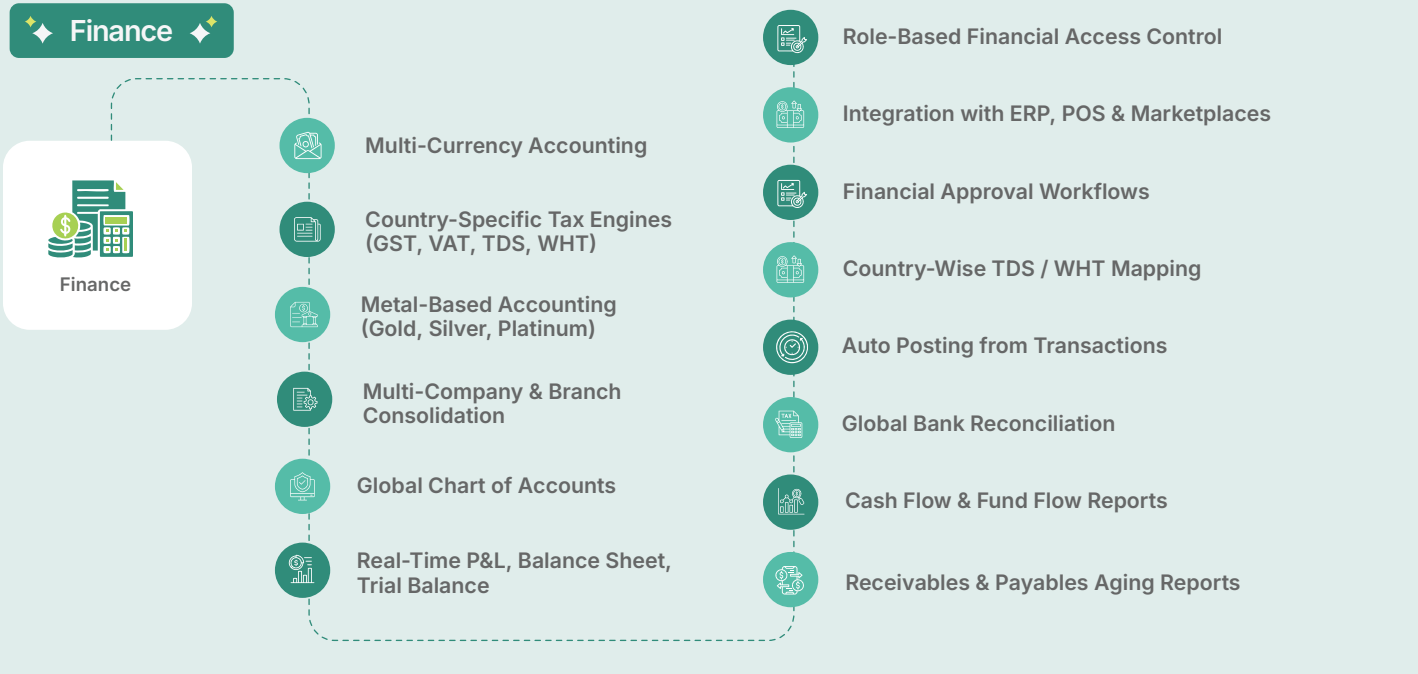 Finance
Finance
Multi-Currency Accounting
Country-Specific Tax Engines
(GST, VAT, TDS, WHT)
Metal-Based Accounting
(Gold, Silver, Platinum)
Multi-Company & Branch
Consolidation
Global Chart of Accounts
Real-Time P&L, Balance Sheet,
Trial Balance
Role-Based Financial Access Control
Integration with ERP, POS & Marketplaces
Financial Approval Workflows
Country-Wise TDS / WHT Mapping
Auto Posting from Transactions
TAX
Global Bank Reconciliation
Cash Flow & Fund Flow Reports
Receivables & Payables Aging Reports